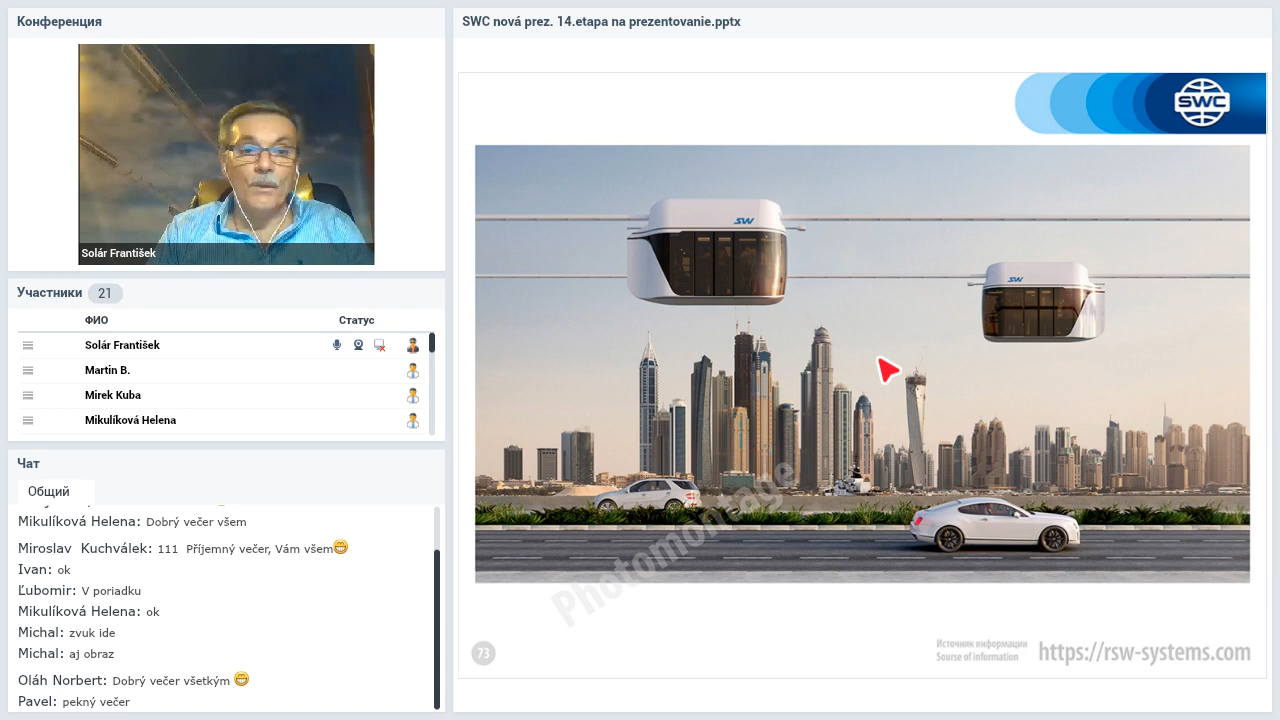 Конференция
Solár František
Участники 21
ФИО Статус
Solár František
Martin B.
Mirek Kuba
Mikulíková Helena
Чат
Общий
Mikulíková Helena: Dobrý večer všem
Miroslav Kuchválek: 111 Příjemný večer, Vám všem
Ivan: ok
Ľubomir: V poriadku
Mikulíková Helena: ok
Michal: zvuk ide
Michal: aj obraz
Oláh Norbert: Dobrý večer všetkým
Pavel: pekný večer
SWC nová prez. 14.etapa na prezentovanie.pptx
SWC
SW
SW
Photomontage
73
Источник информации
Sourse of information
https://rsw-systems.com